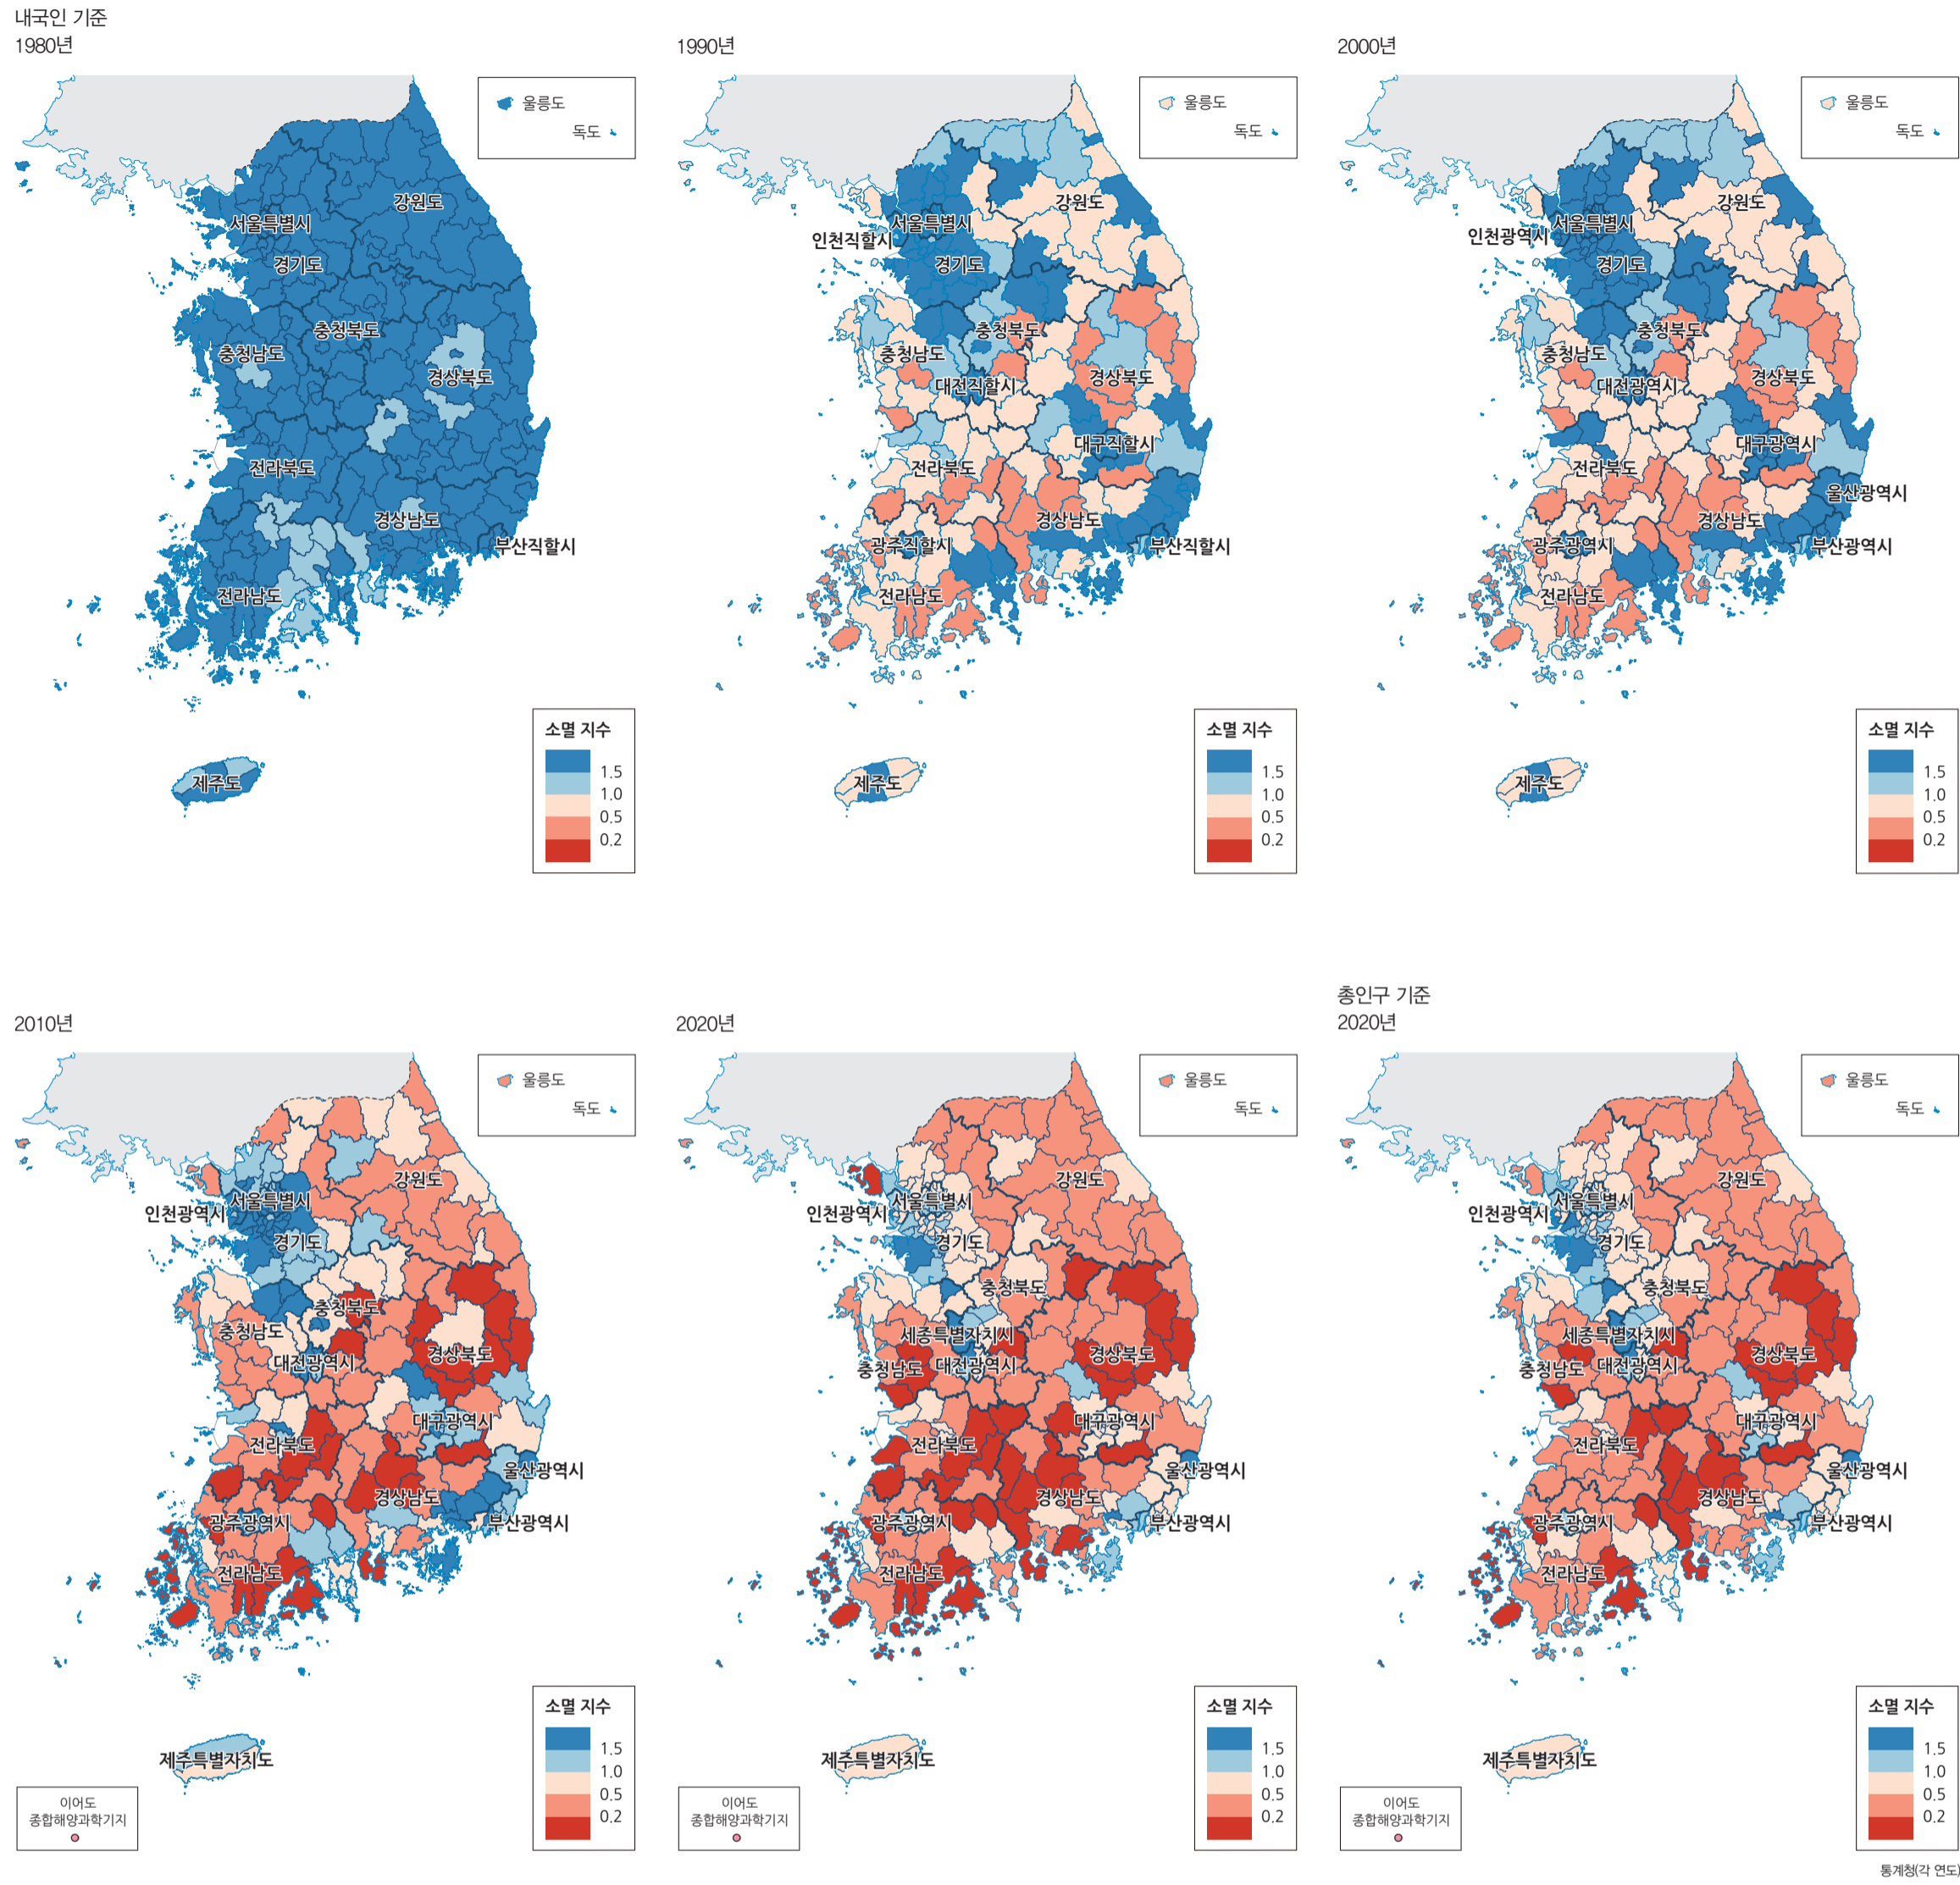 내국인 기준
1980년
울릉도
독도
강원도
서울특별시
경기도
충청북도
충청남도
경상북도
전라북도
경상남도
부산직할시
전라남도
제주도
소멸 지수
1.5
1.0
0.5
0.2
1990년
울릉도
독도
강원도
서울특별시
인천직할시
경기도
충청북도
충청남도
경상북도
대전직할시
대구직할시
전라북도
경상남도
광주직할시
부산직할시
전라남도
제주도
소멸 지수
1.5
1.0
0.5
0.2
2000년
울릉도
독도
강원도
서울특별시
인천광역시
경기도
충청북도
충청남도
경상북도
대전광역시
대구광역시
전라북도
울산광역시
경상남도
광주광역시
부산광역시
전라남도
제주도
소멸 지수
1.5
1.0
0.5
0.2
2010년
울릉도
독도
강원도
서울특별시
인천광역시
경기도
충청북도
충청남도
경상북도
대전광역시
대구광역시
전라북도
울산광역시
경상남도
광주광역시
부산광역시
전라남도
제주특별자치도
이어도
종합해양과학기지
소멸 지수
1.5
1.0
0.5
0.2
2020년
울릉도
독도
강원도
서울특별시
인천광역시
경기도
충청북도
세종특별자치시
경상북도
충청남도
대전광역시
대구광역시
전라북도
울산광역시
경상남도
광주광역시
부산광역시
전라남도
제주특별자치도
이어도
종합해양과학기지
소멸 지수
1.5
1.0
0.5
0.2
총인구 기준
2020년
울릉도
독도
강원도
서울특별시
인천광역시
경기도
충청북도
세종특별자치시
경상북도
충청남도
대전광역시
대구광역시
전라북도
울산광역시
경상남도
광주광역시
부산광역시
전라남도
제주특별자치도
이어도
종합해양과학기지
소멸 지수
1.5
1.0
0.5
0.2
통계청(각 연도)